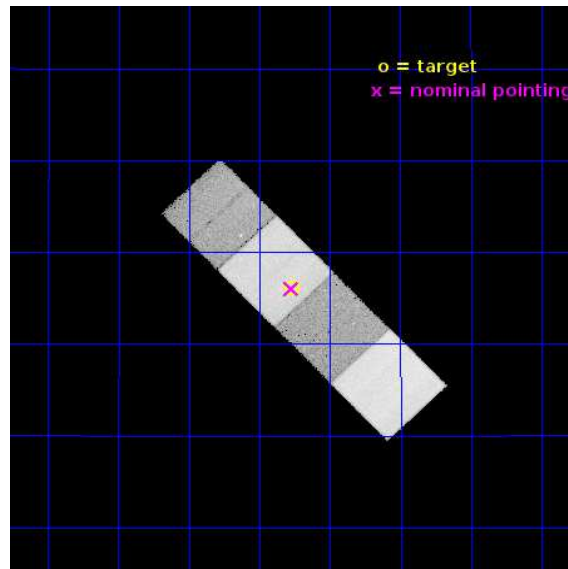 o = target
x = nominal pointing